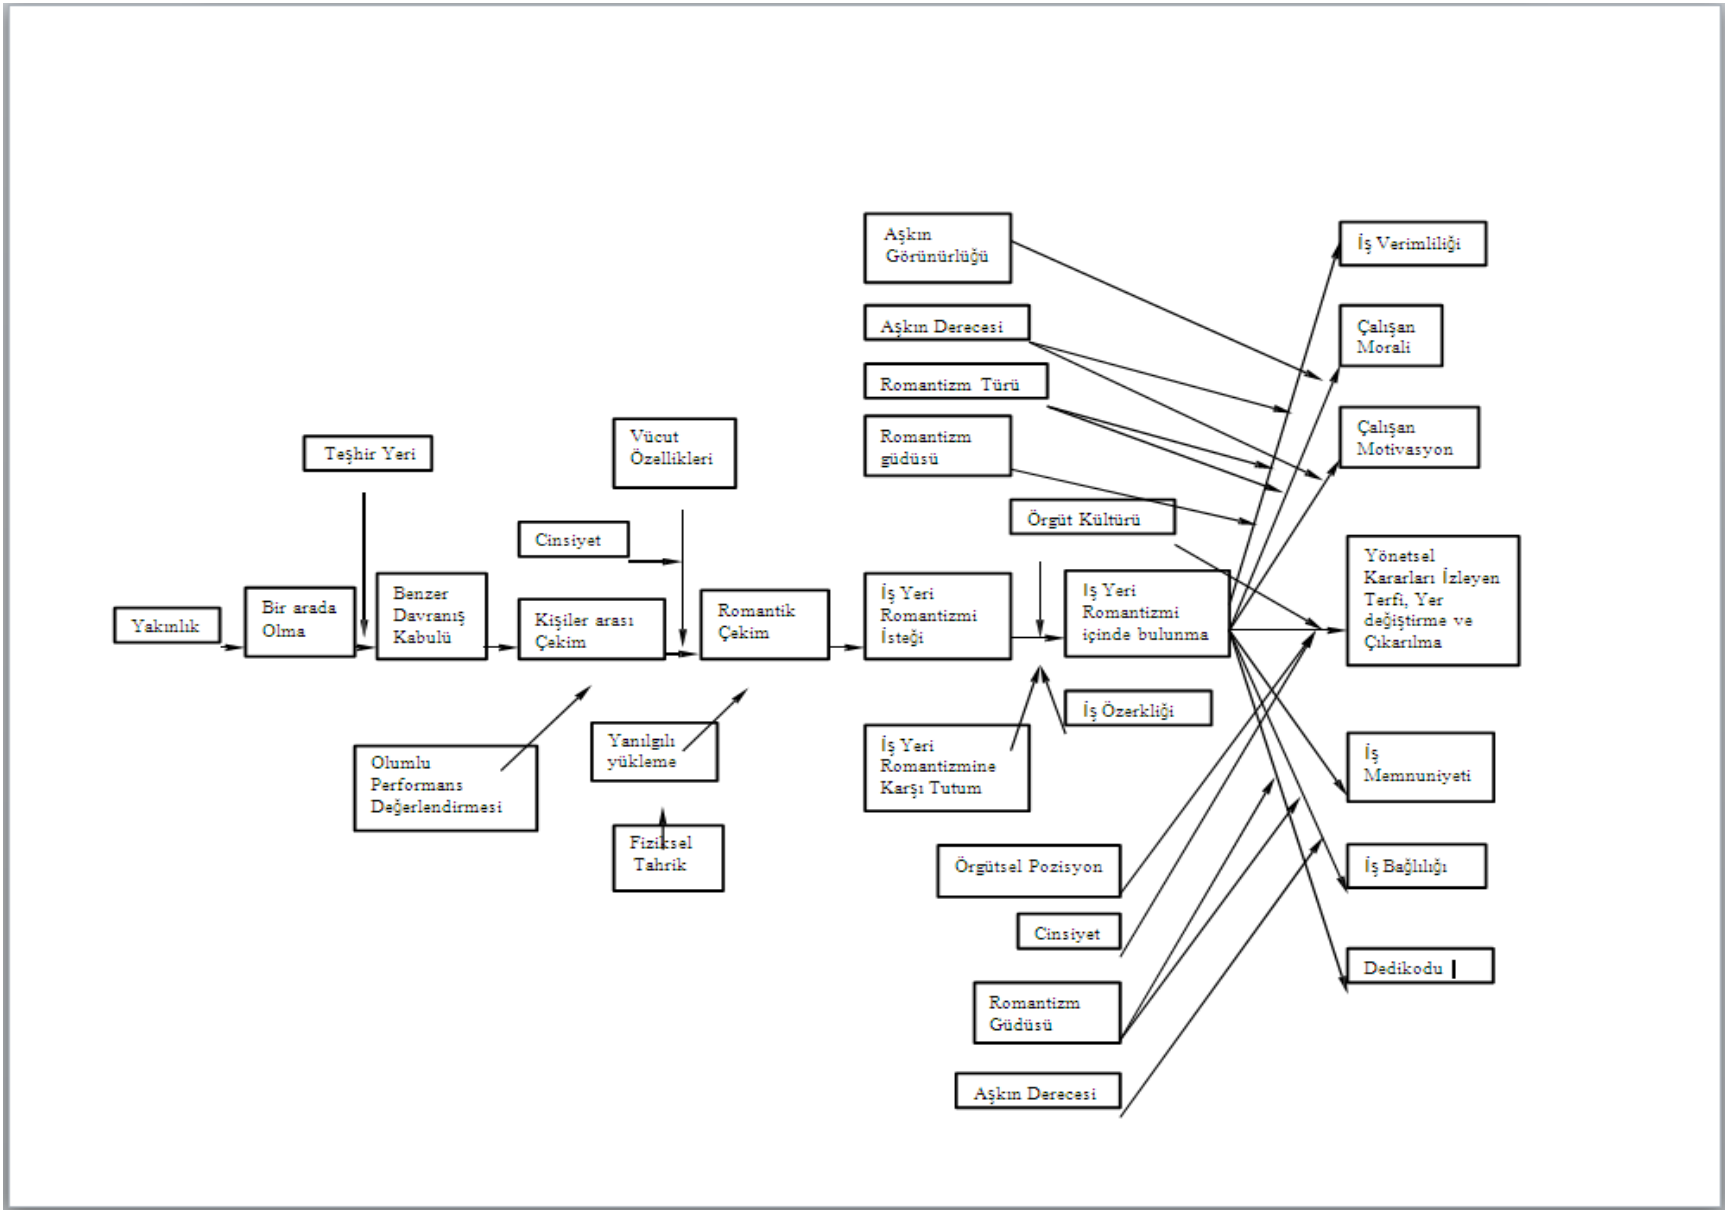 Aşkın
Görünürlüğü
İş Verimliliği
Aşkın Derecesi
Çalışan
Morali
Romantizm Türü
Romantizm
güdüsü
Çalışan
Motivasyon
Teşhir Yeri
Vücut
Özellikleri
Cinsiyet
Örgüt Kültürü
Yakınlık
Bir arada
Olma
Benzer
Davranış
Kabulü
Kişiler arası
Çekim
Romantik
Çekim
İş Yeri
Romantizmi
İsteği
İş Yeri
Romantizmi
içinde bulunma
Yönetsel
Kararları İzleyen
Terfi, Yer
değiştirme ve
Çıkarılma
Olumlu
Performans
Değerlendirmesi
Yanılgılı
yükleme
Fiziksel
Tahrik
İş Yeri
Romantizmine
Karşı Tutum
İş Özerkliği
İş
Memnuniyeti
Örgütsel Pozisyon
İş Bağlılığı
Cinsiyet
Dedikodu
Romantizm
Güdüsü
Aşkın Derecesi